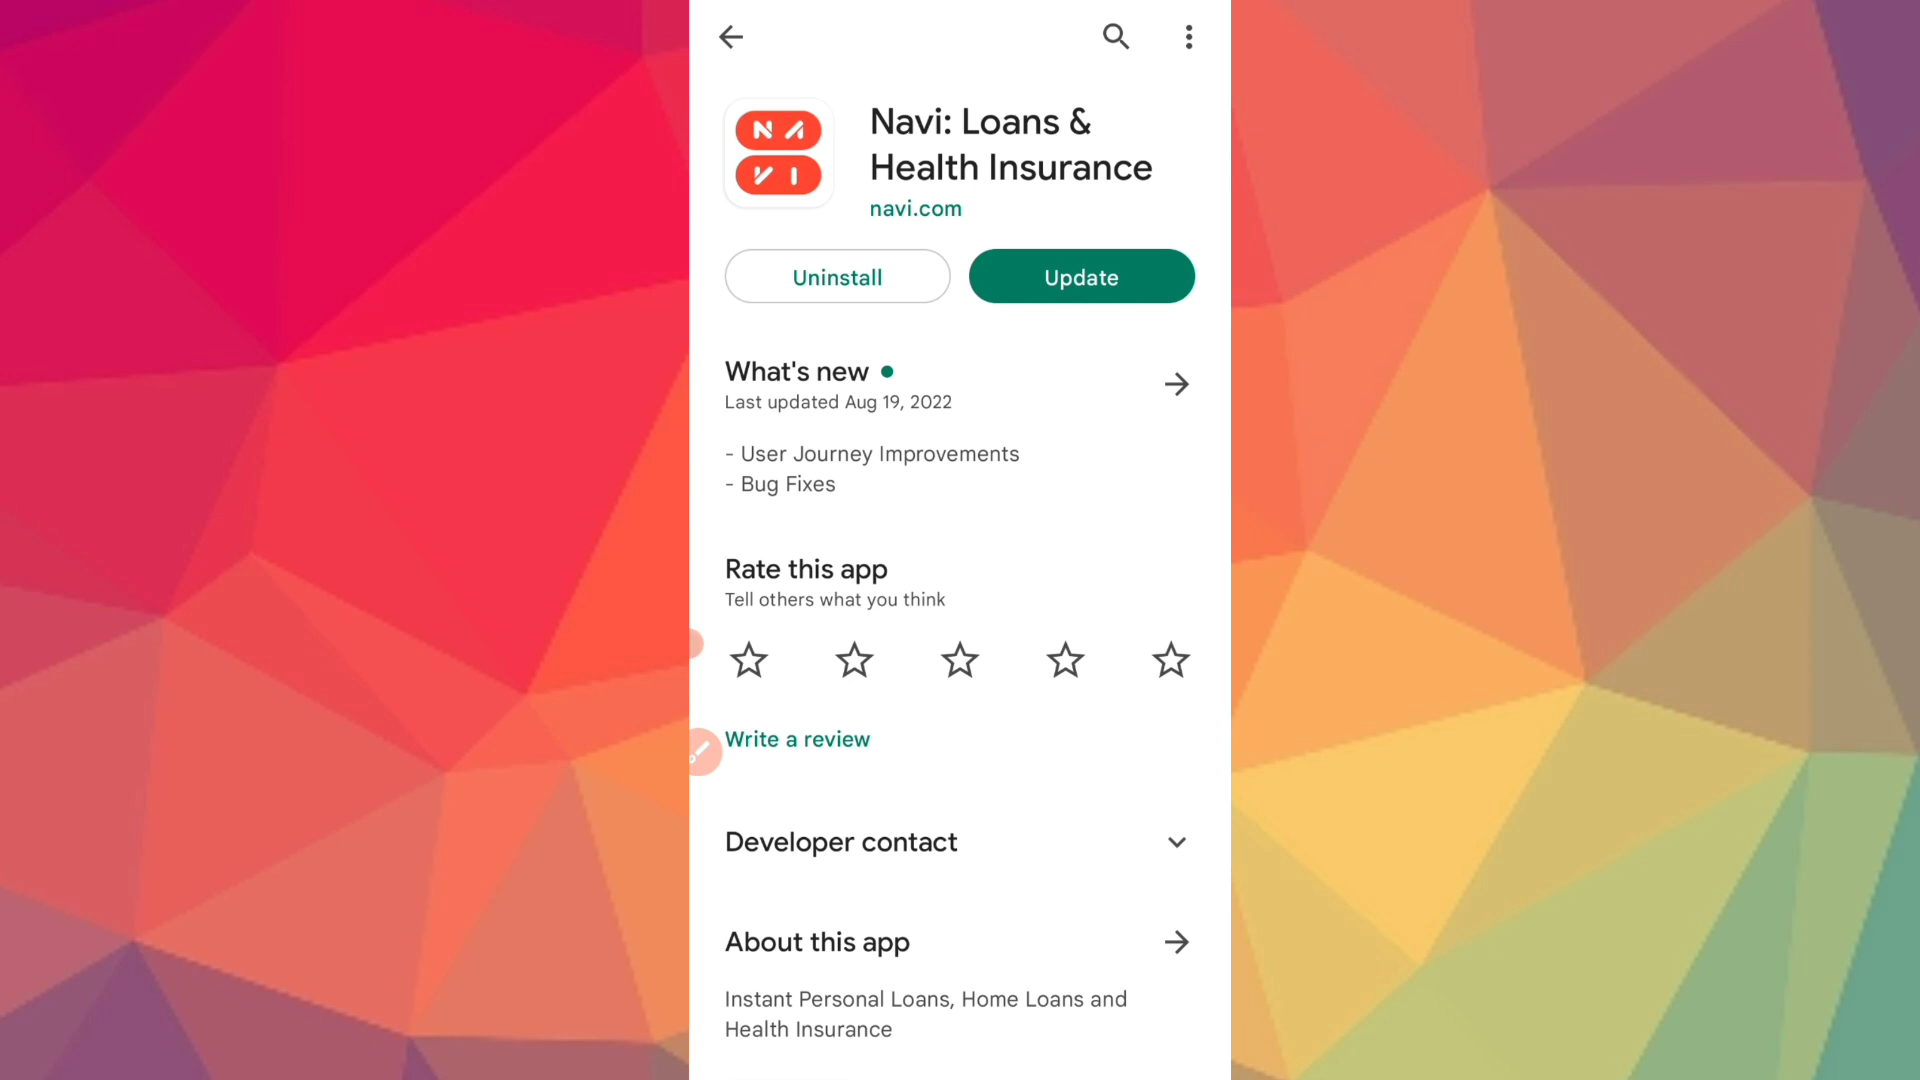 NA
VI
Navi: Loans &
Health Insurance
navi.com
Uninstall
Update
What's new
Last updated Aug 19, 2022
- User Journey Improvements
- Bug Fixes
Rate this app
Tell others what you think
Write a review
Developer contact
About this app
Instant Personal Loans, Home Loans and
Health Insurance